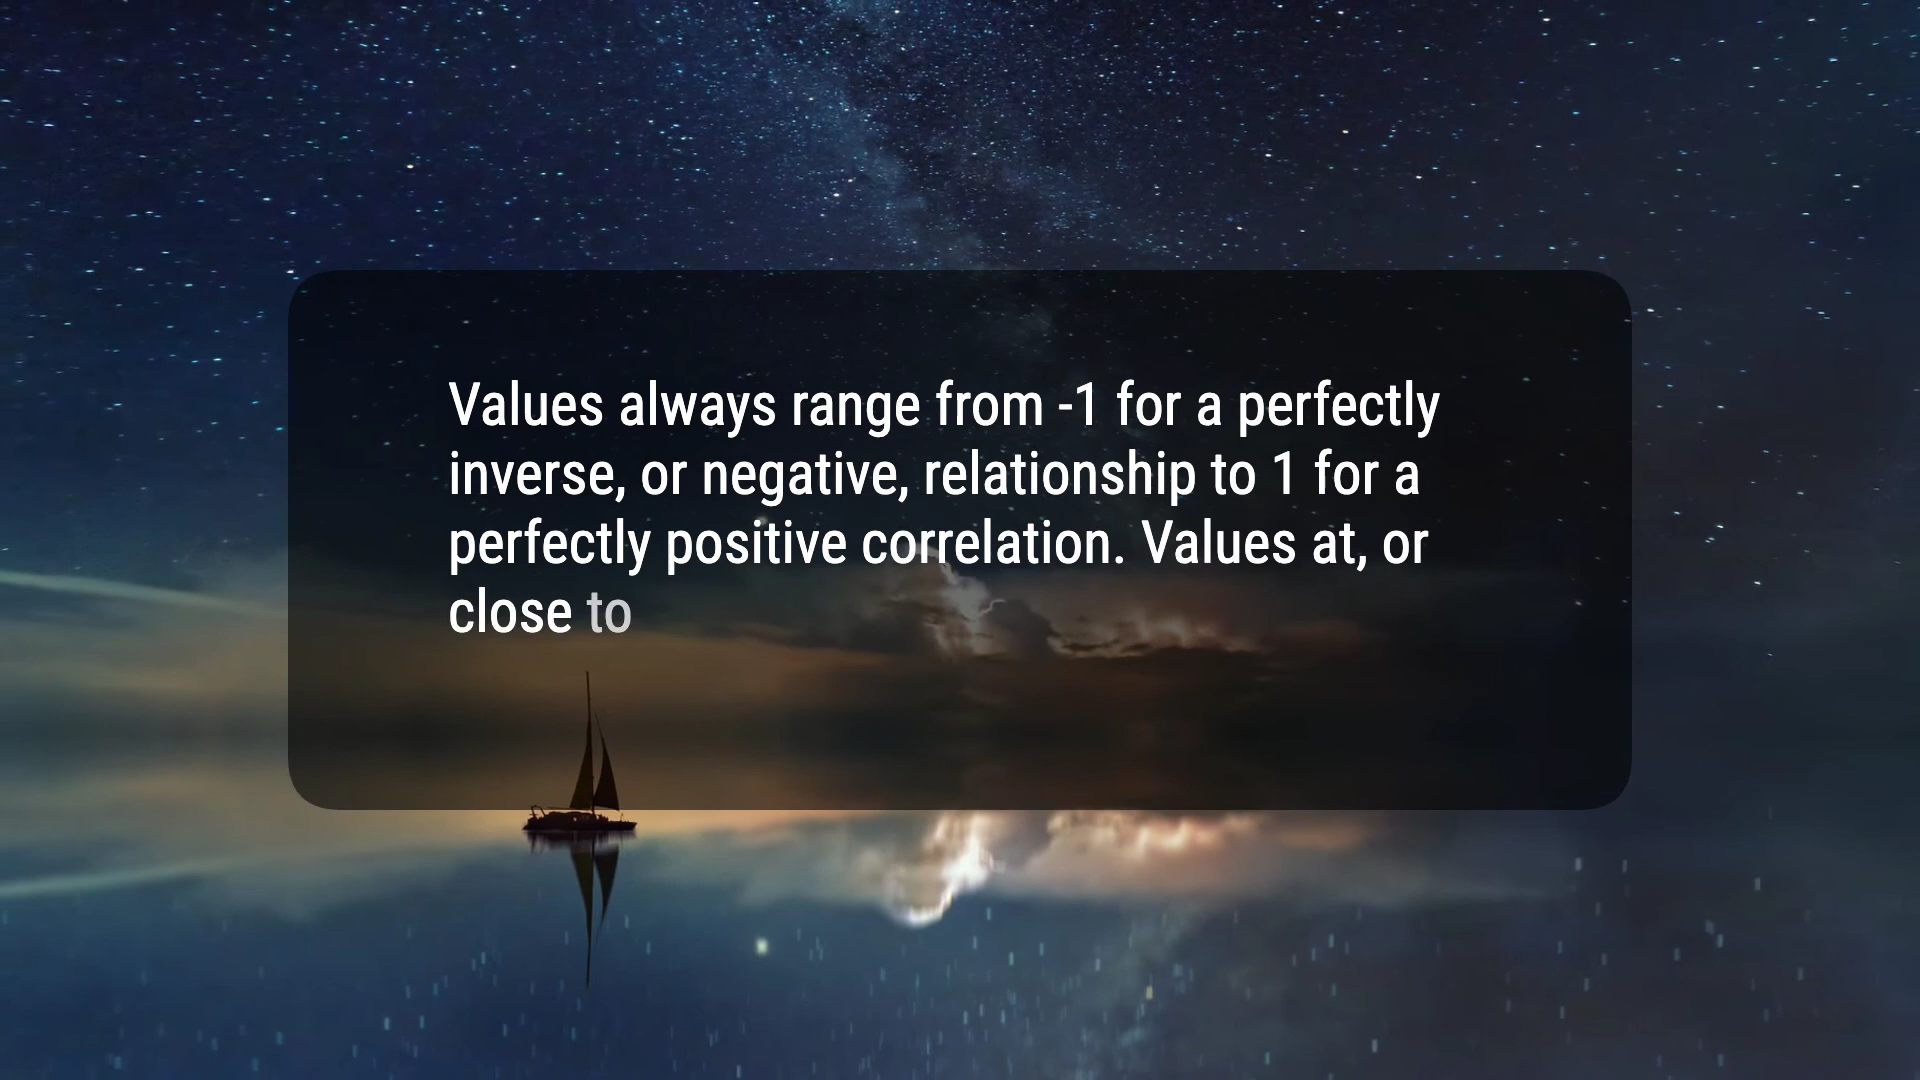 Values always range from -1 for a perfectly
inverse, or negative, relationship to 1 for a
perfectly positive correlation. Values at, or
close to